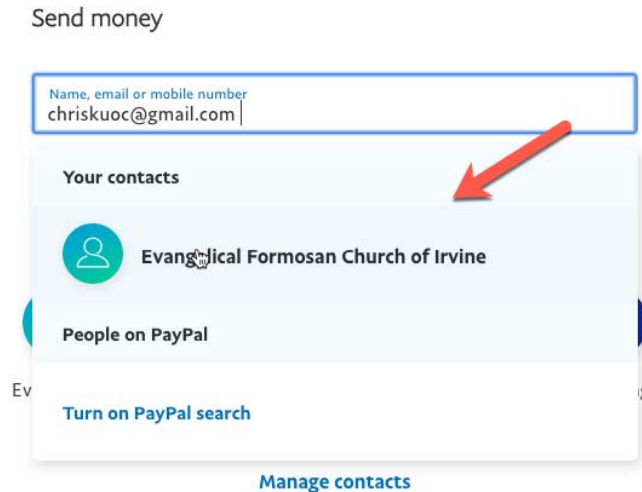 Send money
Name, email or mobile number
chriskuoc@gmail.com
Your contacts
Evangelical Formosan Church of Irvine
People on PayPal
Ev
Turn on PayPal search
Manage contacts